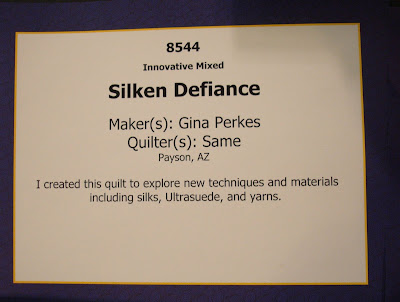 8544
Innovative Mixed
Silken Defiance
Maker(s): Gina Perkes
Quilter(s): Same
Payson, AZ
I created this quilt to explore new techniques and materials
including silks, Ultrasuede, and yarns.